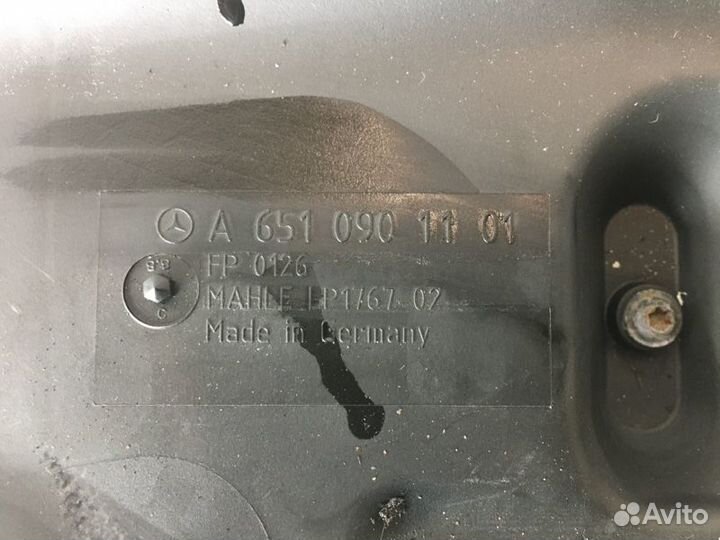 A 651 090 11 01
FP 0126
MAHLE LP1767 02
Made in Germany
Avito